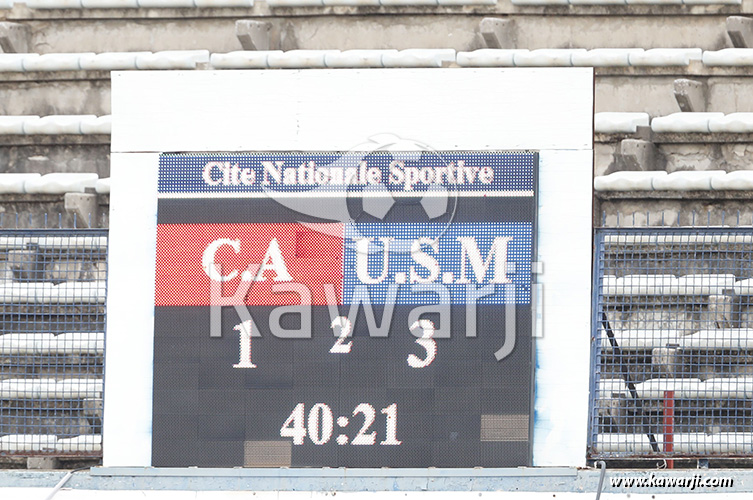 Cite Nationale Sportive
C.A U.S.M
Kawarji
1 2 3
40:21
www.kawarji.com